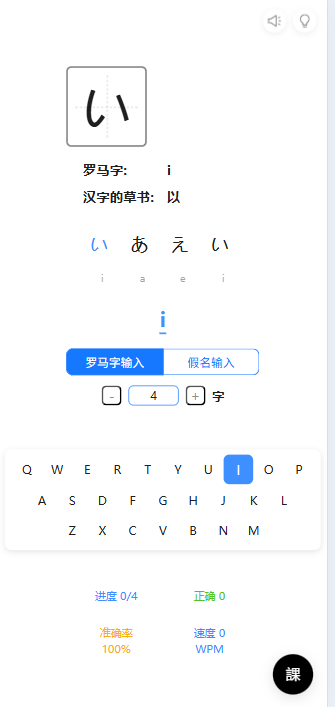 い
罗马字: i
汉字的草书: 以
い あ え い
i a e i
i
罗马字输入 假名输入
- 4 + 字
Q W E R T Y U I O P
A S D F G H J K L
Z X C V B N M
进度 0/4 正确 0
准确率 速度 0
100% WPM
課